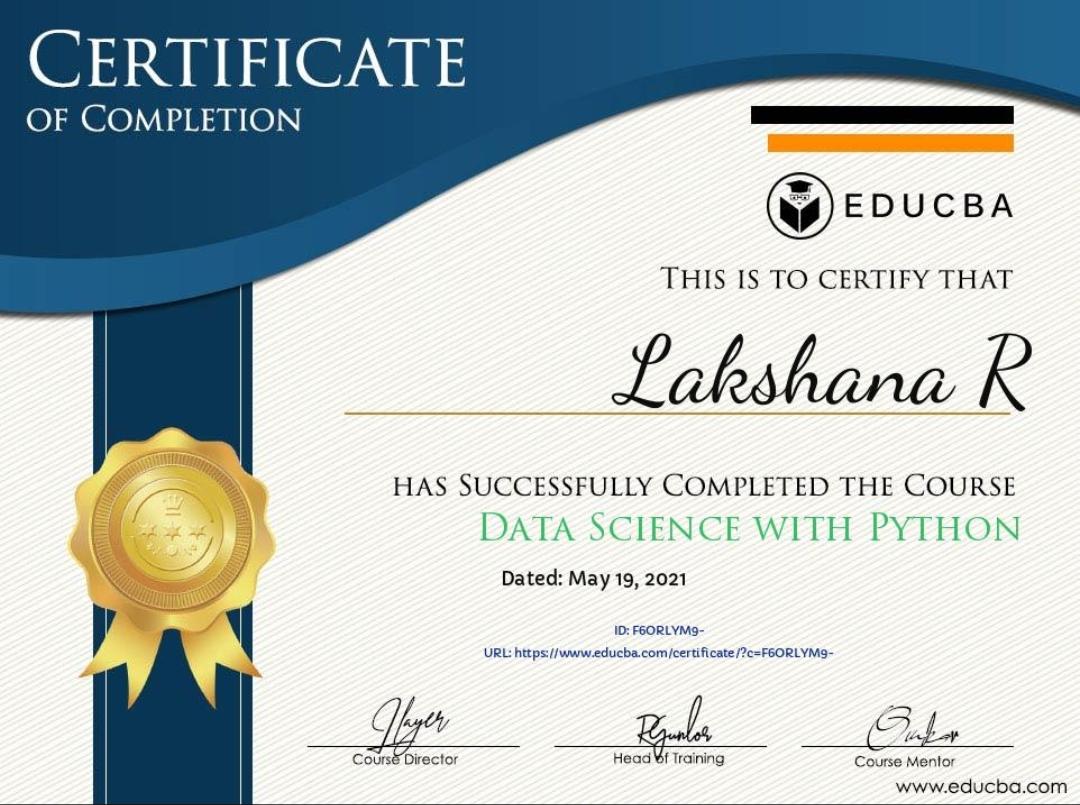 CERTIFICATE
OF COMPLETION
EDUCBA
THIS IS TO CERTIFY THAT
Lakshana R
HAS SUCCESSFULLY COMPLETED THE COURSE
DATA SCIENCE WITH PYTHON
Dated: May 19, 2021
ID: F6ORLYM9-
URL: https://www.educba.com/certificate/?c=F6ORLYM9-
Course Director
Head of Training
Course Mentor
www.educba.com